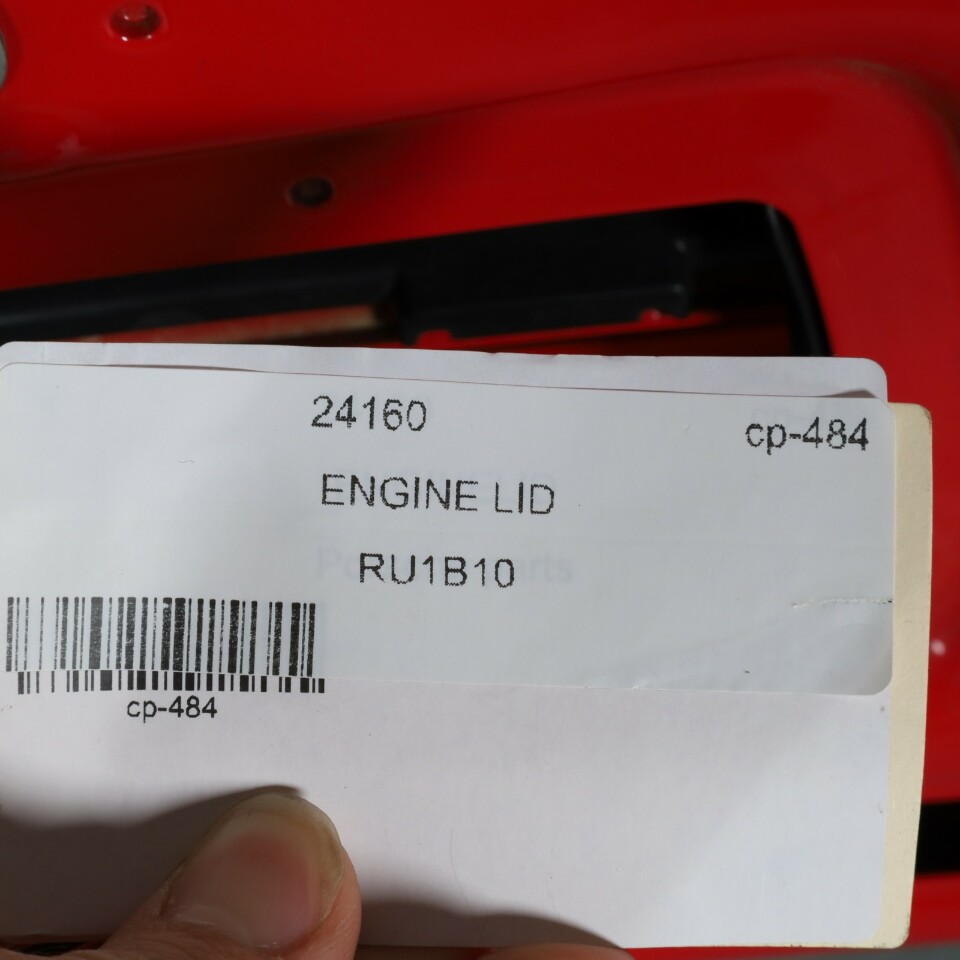 24160
cp-484
ENGINE LID
RU1B10
cp-484